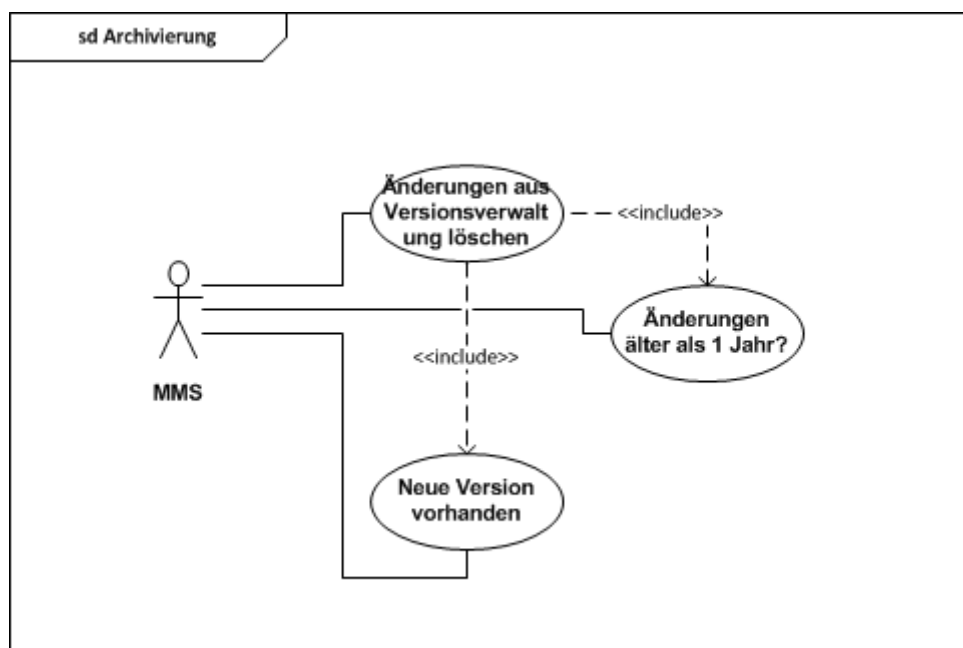 sd Archivierung
Änderungen aus
Versionsverwalt
ung löschen
<<include>>
Änderungen
älter als 1 Jahr?
<<include>>
MMS
Neue Version
vorhanden